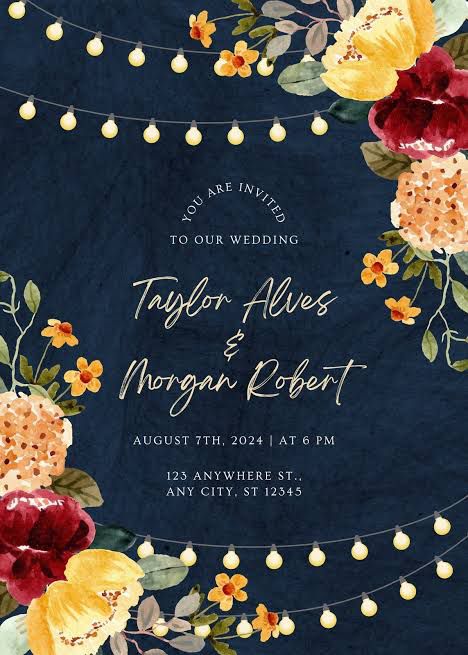 YOU ARE INVITED
TO OUR WEDDING
Taylor Alves
&
Morgan Robert
AUGUST 7TH, 2024 | AT 6 PM
123 ANYWHERE ST.,
ANY CITY, ST 12345